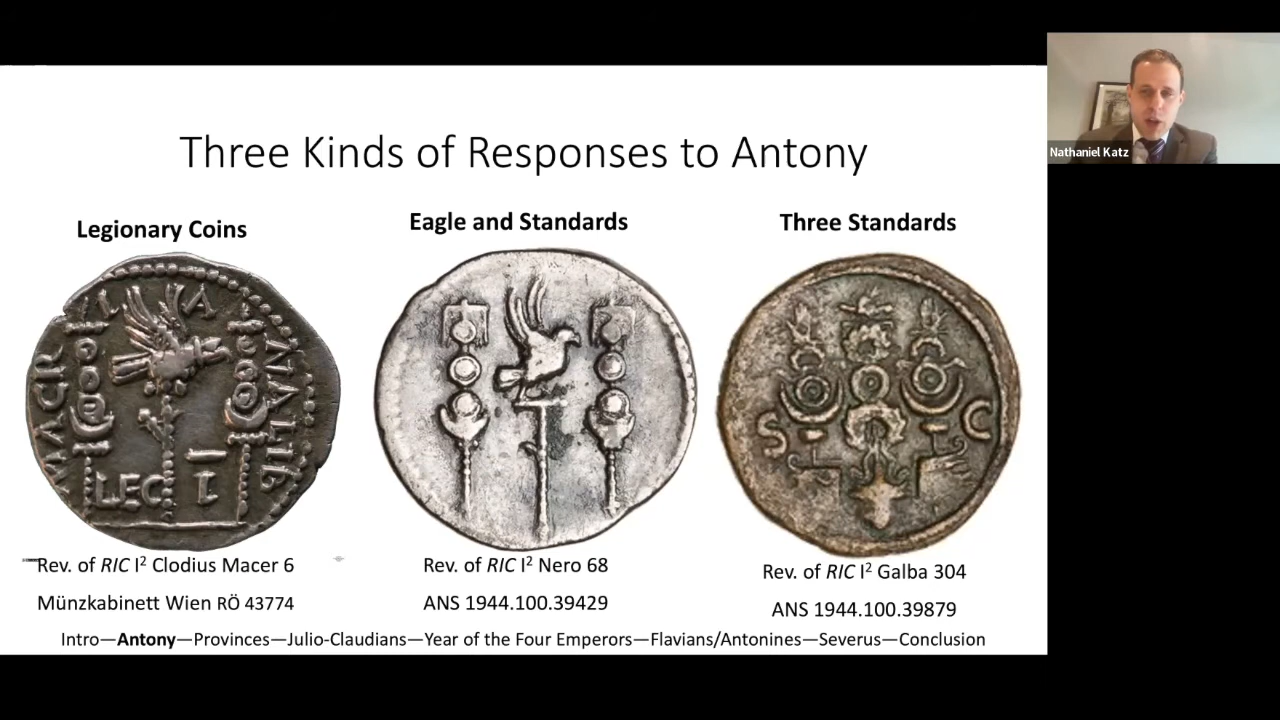 Three Kinds of Responses to Antony
Legionary Coins
Eagle and Standards
Three Standards
LEG I
S C
Rev. of RIC I² Clodius Macer 6
Münzkabinett Wien RÖ 43774
Rev. of RIC I² Nero 68
ANS 1944.100.39429
Rev. of RIC I² Galba 304
ANS 1944.100.39879
Intro—Antony—Provinces—Julio-Claudians—Year of the Four Emperors—Flavians/Antonines—Severus—Conclusion
Nathaniel Katz